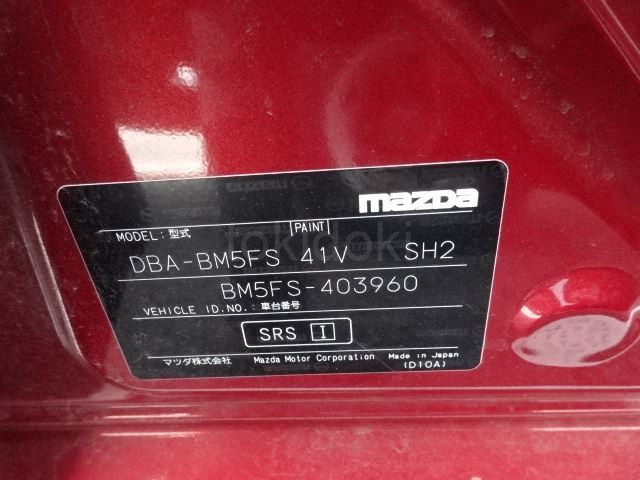 mazda
MODEL:型式 PAINT
DBA-BM5FS 41V SH2
BM5FS-403960
VEHICLE ID.NO.:車台番号
SRS I
マツダ株式会社 Mazda Motor Corporation Made in Japan
(D10A)
tokidoki